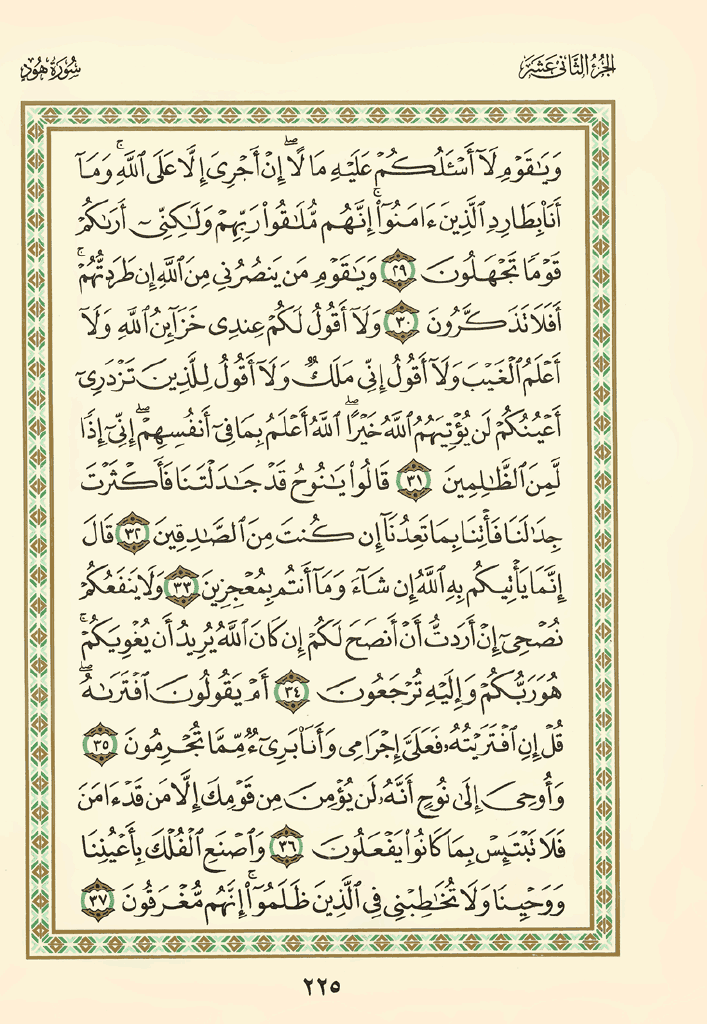 الجزء الثاني عشر
سورة هود
وَيَٰقَوْمِ لَآ أَسْـَٔلُكُمْ عَلَيْهِ مَالًا ۖ إِنْ أَجْرِىَ إِلَّا عَلَى ٱللَّهِ ۚ وَمَآ
أَنَا۠ بِطَارِدِ ٱلَّذِينَ ءَامَنُوٓا۟ ۚ إِنَّهُم مُّلَٰقُوا۟ رَبِّهِمْ وَلَٰكِنِّىٓ أَرَىٰكُمْ
قَوْمًا تَجْهَلُونَ ٢٩ وَيَٰقَوْمِ مَن يَنصُرُنِى مِنَ ٱللَّهِ إِن طَرَدتُّهُمْ ۚ
أَفَلَا تَذَكَّرُونَ ٣٠ وَلَآ أَقُولُ لَكُمْ عِندِى خَزَآئِنُ ٱللَّهِ وَلَآ
أَعْلَمُ ٱلْغَيْبَ وَلَآ أَقُولُ إِنِّى مَلَكٌ وَلَآ أَقُولُ لِلَّذِينَ تَزْدَرِىٓ
أَعْيُنُكُمْ لَن يُؤْتِيَهُمُ ٱللَّهُ خَيْرًا ۖ ٱللَّهُ أَعْلَمُ بِمَا فِىٓ أَنفُسِهِمْ ۖ إِنِّىٓ إِذًا
لَّمِنَ ٱلظَّٰلِمِينَ ٣١ قَالُوا۟ يَٰنُوحُ قَدْ جَٰدَلْتَنَا فَأَكْثَرْتَ
جِدَٰلَنَا فَأْتِنَا بِمَا تَعِدُنَآ إِن كُنتَ مِنَ ٱلصَّٰدِقِينَ ٣٢ قَالَ
إِنَّمَا يَأْتِيكُم بِهِ ٱللَّهُ إِن شَآءَ وَمَآ أَنتُم بِمُعْجِزِينَ ٣٣ وَلَا يَنفَعُكُمْ
نُصْحِىٓ إِنْ أَرَدتُّ أَنْ أَنصَحَ لَكُمْ إِن كَانَ ٱللَّهُ يُرِيدُ أَن يُغْوِيَكُمْ ۚ
هُوَ رَبُّكُمْ وَإِلَيْهِ تُرْجَعُونَ ٣٤ أَمْ يَقُولُونَ ٱفْتَرَىٰهُ ۖ
قُلْ إِنِ ٱفْتَرَيْتُهُۥ فَعَلَىَّ إِجْرَامِى وَأَنَا۠ بَرِىٓءٌ مِّمَّا تُجْرِمُونَ ٣٥
وَأُوحِىَ إِلَىٰ نُوحٍ أَنَّهُۥ لَن يُؤْمِنَ مِن قَوْمِكَ إِلَّا مَن قَدْ ءَامَنَ
فَلَا تَبْتَئِسْ بِمَا كَانُوا۟ يَفْعَلُونَ ٣٦ وَٱصْنَعِ ٱلْفُلْكَ بِأَعْيُنِنَا
وَوَحْيِنَا وَلَا تُخَٰطِبْنِى فِى ٱلَّذِينَ ظَلَمُوٓا۟ ۚ إِنَّهُم مُّغْرَقُونَ ٣٧
٢٢٥